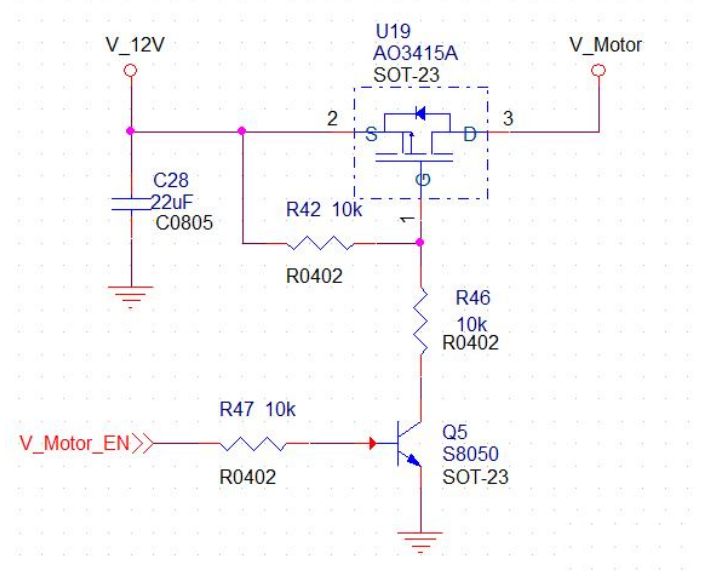 V_12V
U19
AO3415A
SOT-23
V_Motor
2
S
D
3
G
1
C28
22uF
C0805
R42 10k
R0402
R46
10k
R0402
R47 10k
V_Motor_EN
R0402
Q5
S8050
SOT-23